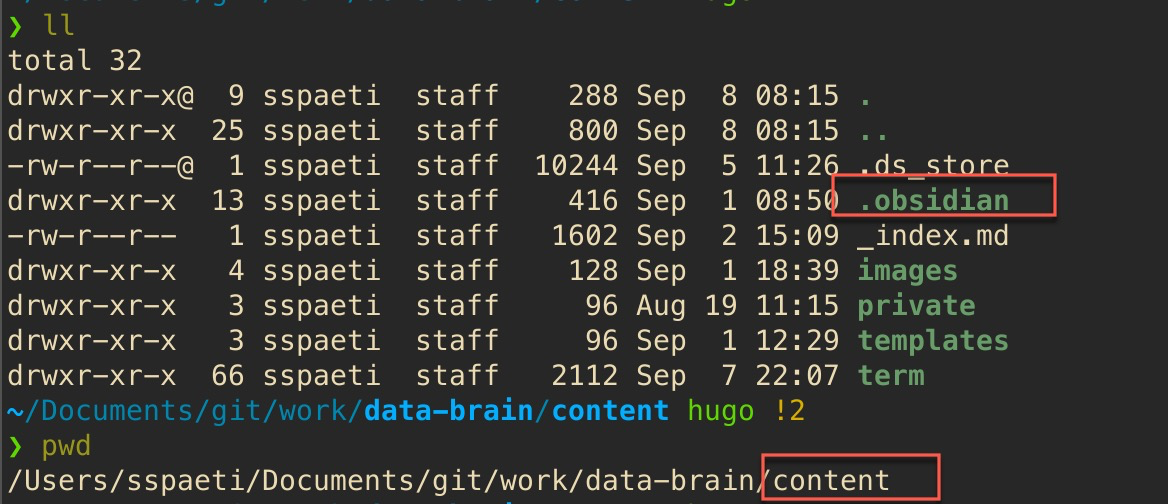 ❯ ll
total 32
drwxr-xr-x@  9 sspaeti  staff    288 Sep  8 08:15 .
drwxr-xr-x  25 sspaeti  staff    800 Sep  8 08:15 ..
-rw-r--r--@  1 sspaeti  staff  10244 Sep  5 11:26 .ds_store
drwxr-xr-x  13 sspaeti  staff    416 Sep  1 08:50 .obsidian
-rw-r--r--   1 sspaeti  staff   1602 Sep  2 15:09 _index.md
drwxr-xr-x   4 sspaeti  staff    128 Sep  1 18:39 images
drwxr-xr-x   3 sspaeti  staff     96 Aug 19 11:15 private
drwxr-xr-x   3 sspaeti  staff     96 Sep  1 12:29 templates
drwxr-xr-x  66 sspaeti  staff   2112 Sep  7 22:07 term
~/Documents/git/work/data-brain/content hugo !2
❯ pwd
/Users/sspaeti/Documents/git/work/data-brain/content